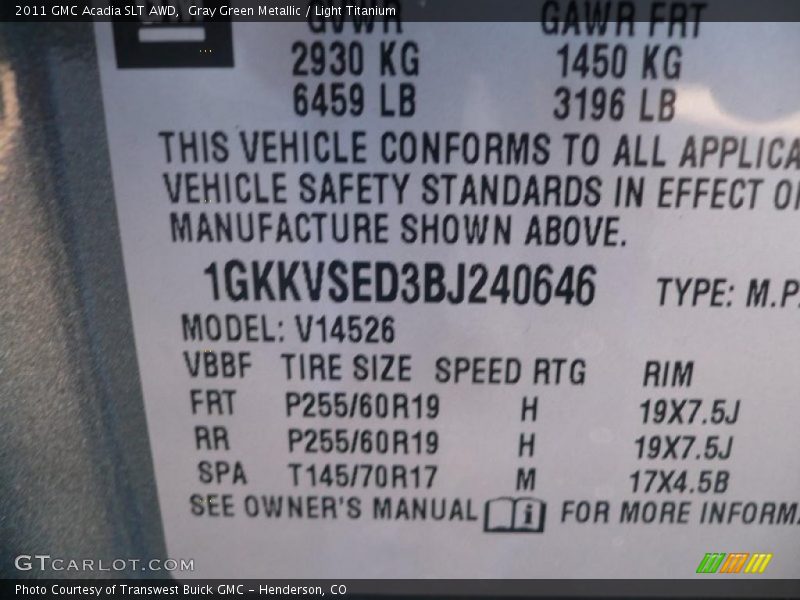 2011 GMC Acadia SLT AWD, Gray Green Metallic / Light Titanium
GVWR GAWR FRT
2930 KG 1450 KG
6459 LB 3196 LB
THIS VEHICLE CONFORMS TO ALL APPLICA
VEHICLE SAFETY STANDARDS IN EFFECT O
MANUFACTURE SHOWN ABOVE.
1GKKVSED3BJ240646 TYPE: M.P.
MODEL: V14526
VBBF TIRE SIZE SPEED RTG RIM
FRT P255/60R19 H 19X7.5J
RR P255/60R19 H 19X7.5J
SPA T145/70R17 M 17X4.5B
SEE OWNER'S MANUAL i FOR MORE INFORMA
GTCARLOT.COM
Photo Courtesy of Transwest Buick GMC - Henderson, CO